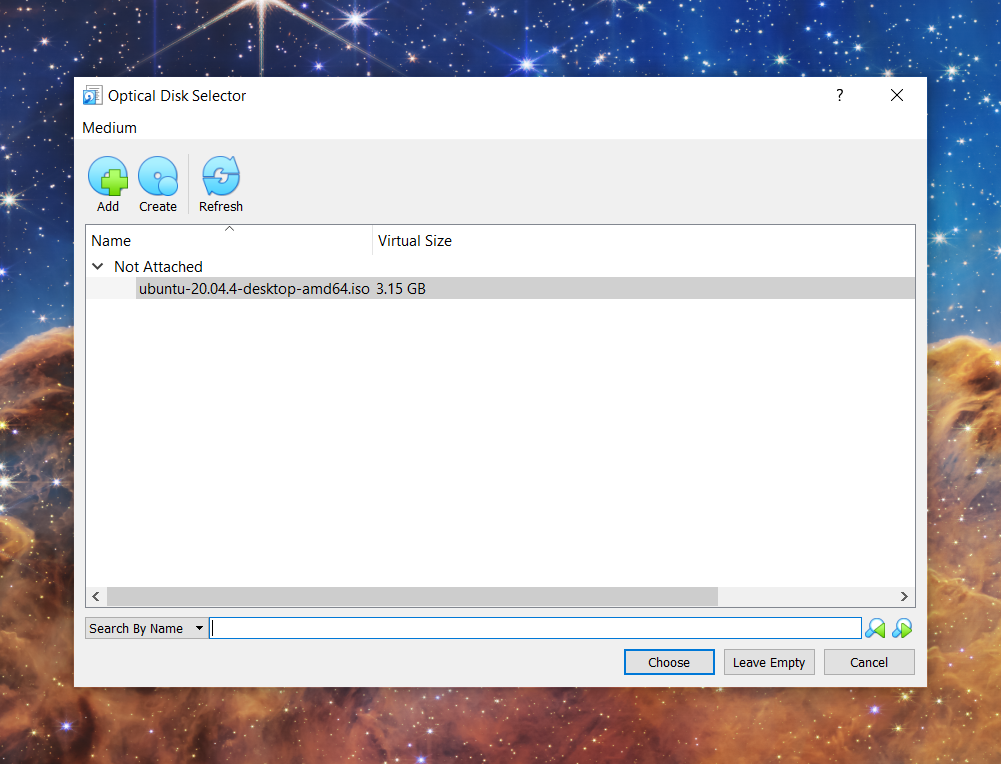 Optical Disk Selector ?
Medium
Add Create Refresh
Name Virtual Size
Not Attached
ubuntu-20.04.4-desktop-amd64.iso 3.15 GB
Search By Name
Choose Leave Empty Cancel